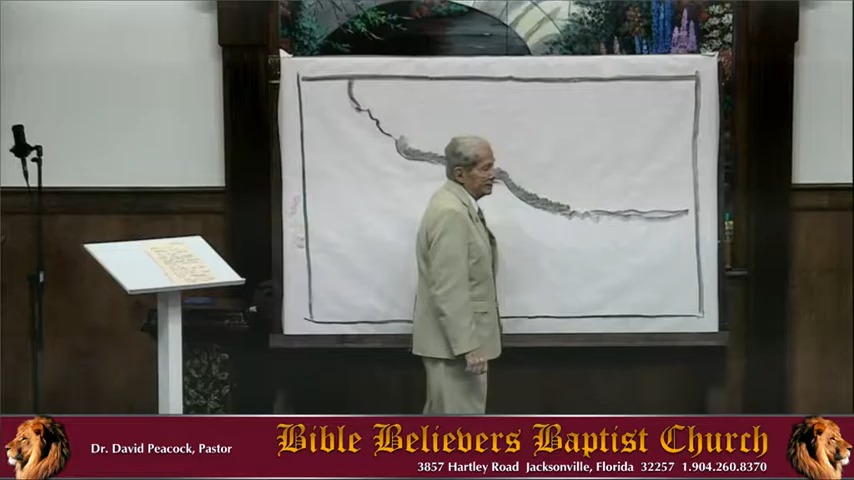 Dr. David Peacock, Pastor
Bible Believers Baptist Church
3857 Hartley Road Jacksonville, Florida 32257 1.904.260.8370